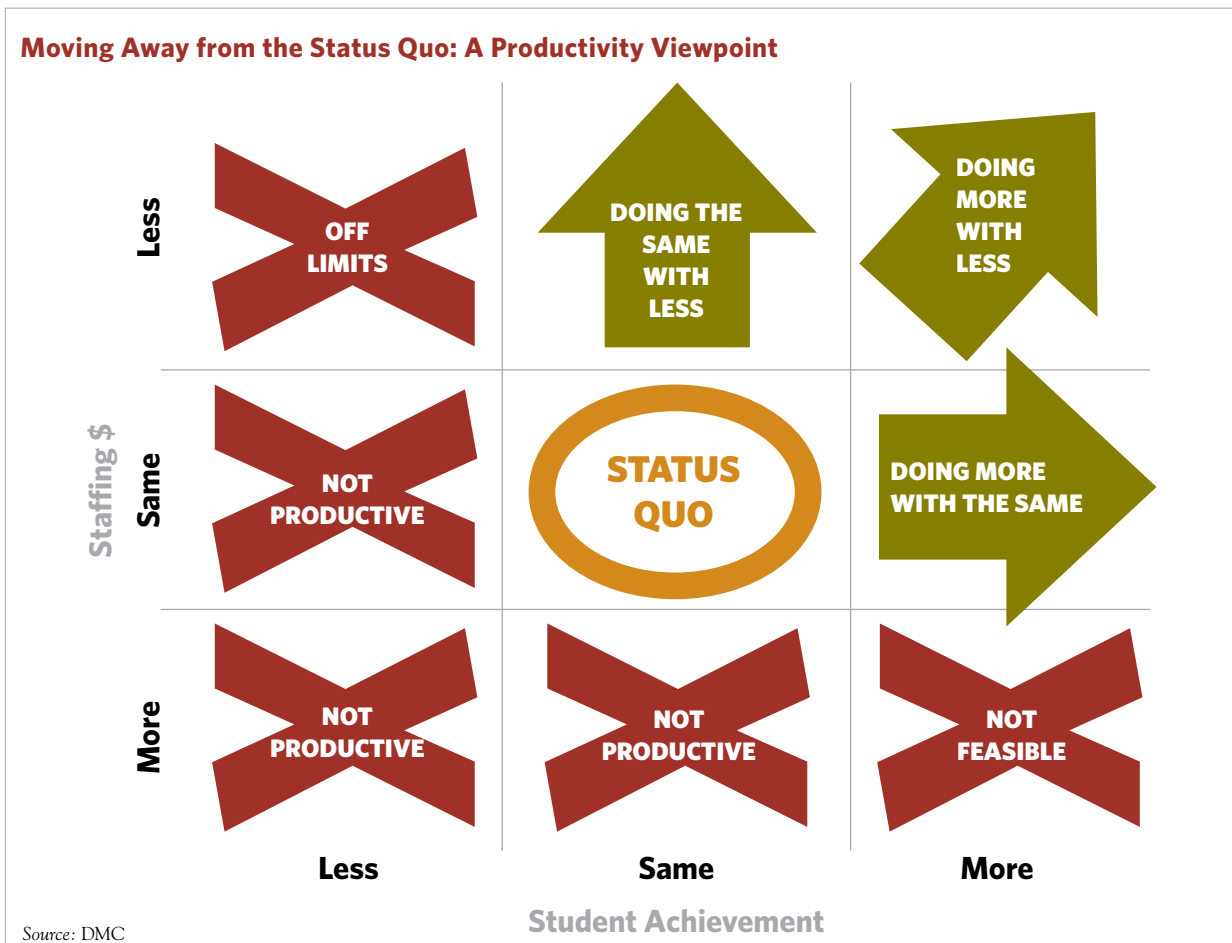 Moving Away from the Status Quo: A Productivity Viewpoint
Staffing $
Less
OFF
LIMITS
DOING THE
SAME
WITH
LESS
DOING
MORE
WITH
LESS
Same
NOT
PRODUCTIVE
STATUS
QUO
DOING MORE
WITH THE SAME
More
NOT
PRODUCTIVE
NOT
PRODUCTIVE
NOT
FEASIBLE
Less
Same
More
Student Achievement
Source: DMC